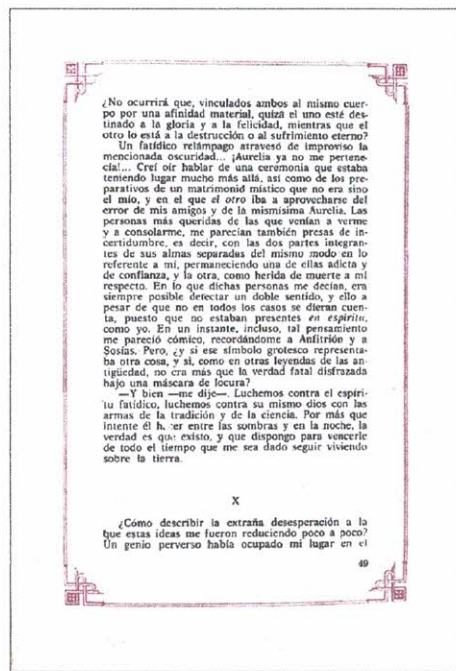 ¿No ocurrirá que, vinculados ambos al mismo cuer-
po por una afinidad material, quizá el uno esté des-
tinado a la gloria y a la felicidad, mientras que el
otro lo está a la destrucción o al sufrimiento eterno?
Un fatídico relámpago atravesó de improviso la
mencionada oscuridad... ¡Aurelia ya no me pertene-
cía!... Creí oír hablar de una ceremonia que estaba
teniendo lugar mucho más allá, así como de los pre-
parativos de un matrimonio místico que no era sino
el mío, y en el que el otro iba a aprovecharse del
error de mis amigos y de la mismísima Aurelia. Las
personas más queridas de las que venían a verme
y a consolarme, me parecían también presas de in-
certidumbre, es decir, con las dos partes integran-
tes de sus almas separadas del mismo modo en lo
referente a mí, permaneciendo una de ellas adicta y
de confianza, y la otra, como herida de muerte a mi
respecto. En lo que dichas personas me decían, era
siempre posible detectar un doble sentido, y ello a
pesar de que no en todos los casos se dieran cuen-
ta, puesto que no estaban presentes en espíritu,
como yo. En un instante, incluso, tal pensamiento
me pareció cómico, recordándome a Anfitrión y a
Sosías. Pero, ¿y si ese símbolo grotesco representa-
ba otra cosa, y si, como en otras leyendas de las an-
tigüedad, no era más que la verdad fatal disfrazada
bajo una máscara de locura?
—Y bien —me dije—. Luchemos contra el espíri-
tu fatídico, luchemos contra su mismo dios con las
armas de la tradición y de la ciencia. Por más que
intente él entre las sombras y en la noche, la
verdad es que existo, y que dispongo para vencerle
de todo el tiempo que me sea dado seguir viviendo
sobre la tierra.
X
¿Cómo describir la extraña desesperación a la
que estas ideas me fueron reduciendo poco a poco?
Un genio perverso había ocupado mi lugar en el
49